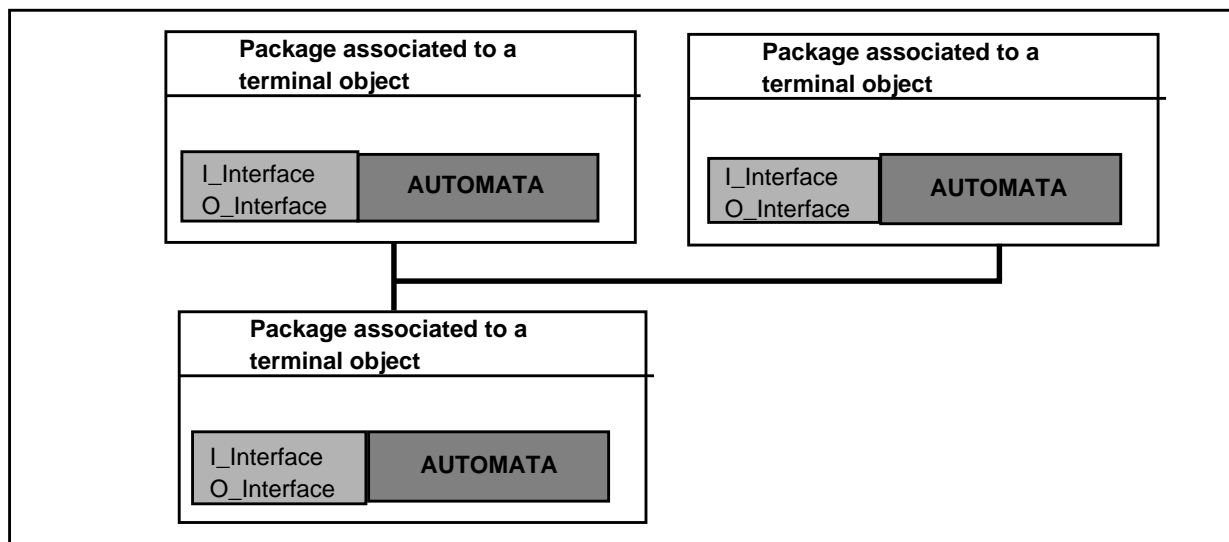 Package associated to a
terminal object
I_Interface
O_Interface
AUTOMATA
Package associated to a
terminal object
I_Interface
O_Interface
AUTOMATA
Package associated to a
terminal object
I_Interface
O_Interface
AUTOMATA